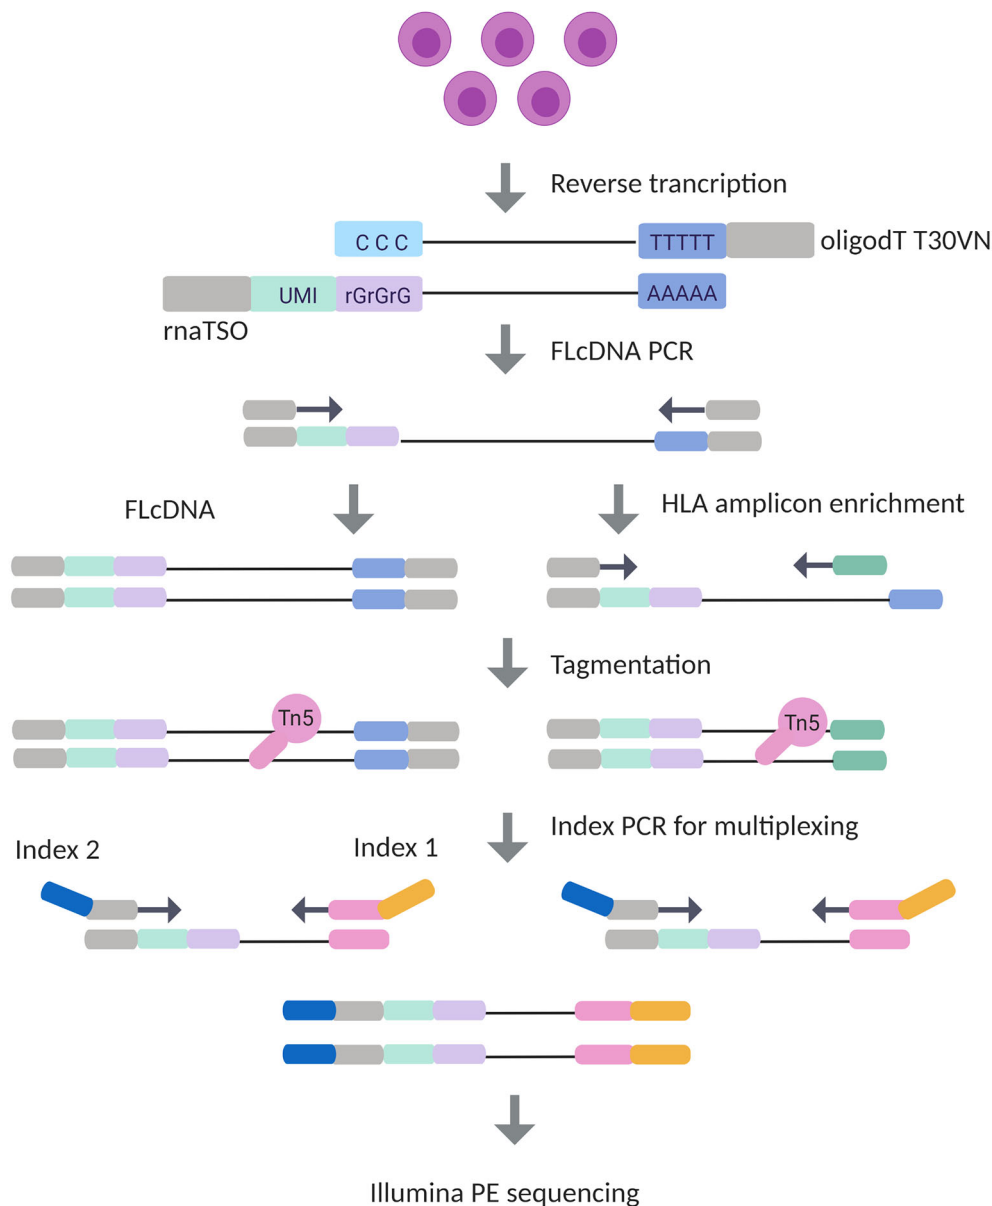 Reverse trancription
C C C
TTTTT
oligodT T30VN
UMI
rGrGrG
AAAAA
rnaTSO
FLcDNA PCR
FLcDNA
HLA amplicon enrichment
Tagmentation
Tn5
Tn5
Index PCR for multiplexing
Index 2
Index 1
Illumina PE sequencing